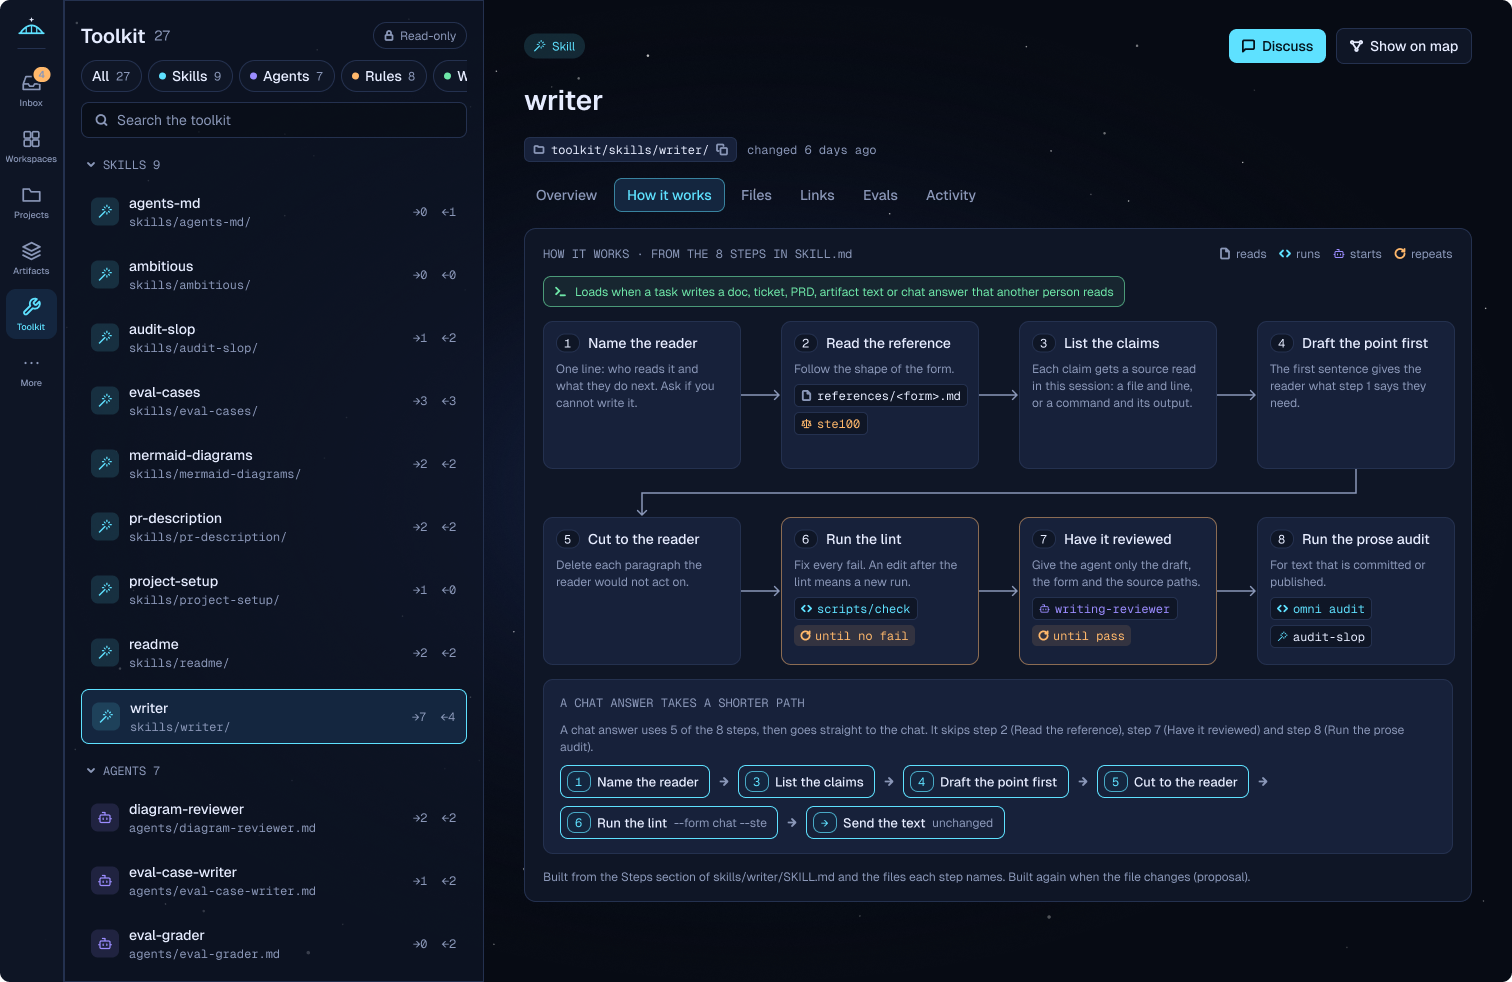 4
Inbox
Workspaces
Projects
Artifacts
Toolkit
More
Toolkit 27
Read-only
All 27
Skills 9
Agents 7
Rules 8
Search the toolkit
SKILLS 9
agents-md
skills/agents-md/
→0 ←1
ambitious
skills/ambitious/
→0 ←0
audit-slop
skills/audit-slop/
→1 ←2
eval-cases
skills/eval-cases/
→3 ←3
mermaid-diagrams
skills/mermaid-diagrams/
→2 ←2
pr-description
skills/pr-description/
→2 ←2
project-setup
skills/project-setup/
→1 ←0
readme
skills/readme/
→2 ←2
writer
skills/writer/
→7 ←4
AGENTS 7
diagram-reviewer
agents/diagram-reviewer.md
→2 ←2
eval-case-writer
agents/eval-case-writer.md
→1 ←2
eval-grader
agents/eval-grader.md
→0 ←2
Skill
Discuss
Show on map
writer
toolkit/skills/writer/
changed 6 days ago
Overview
How it works
Files
Links
Evals
Activity
HOW IT WORKS · FROM THE 8 STEPS IN SKILL.md
reads
runs
starts
repeats
Loads when a task writes a doc, ticket, PRD, artifact text or chat answer that another person reads
1 Name the reader
One line: who reads it and
what they do next. Ask if you
cannot write it.
2 Read the reference
Follow the shape of the form.
references/<form>.md
ste100
3 List the claims
Each claim gets a source read
in this session: a file and line,
or a command and its output.
4 Draft the point first
The first sentence gives the
reader what step 1 says they
need.
5 Cut to the reader
Delete each paragraph the
reader would not act on.
6 Run the lint
Fix every fail. An edit after the
lint means a new run.
scripts/check
until no fail
7 Have it reviewed
Give the agent only the draft,
the form and the source paths.
writing-reviewer
until pass
8 Run the prose audit
For text that is committed or
published.
omni audit
audit-slop
A CHAT ANSWER TAKES A SHORTER PATH
A chat answer uses 5 of the 8 steps, then goes straight to the chat. It skips step 2 (Read the reference), step 7 (Have it reviewed) and step 8 (Run the prose
audit).
1 Name the reader → 3 List the claims → 4 Draft the point first → 5 Cut to the reader →
6 Run the lint --form chat --ste → → Send the text unchanged
Built from the Steps section of skills/writer/SKILL.md and the files each step names. Built again when the file changes (proposal).